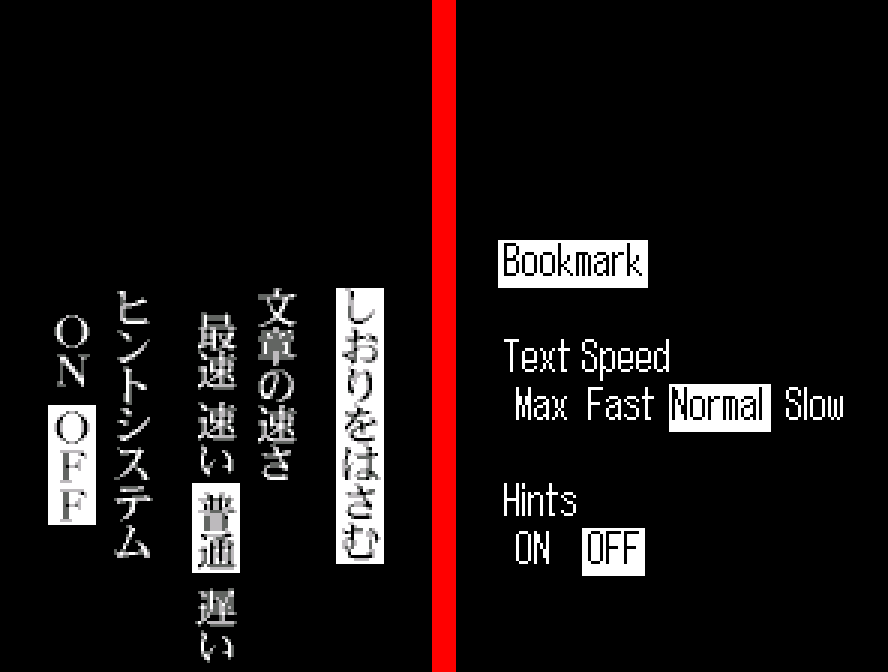 しおりをはさむ
文章の速さ
最速 速い 普通 遅い
ヒントシステム
ON OFF
Bookmark
Text Speed
Max Fast Normal Slow
Hints
ON OFF